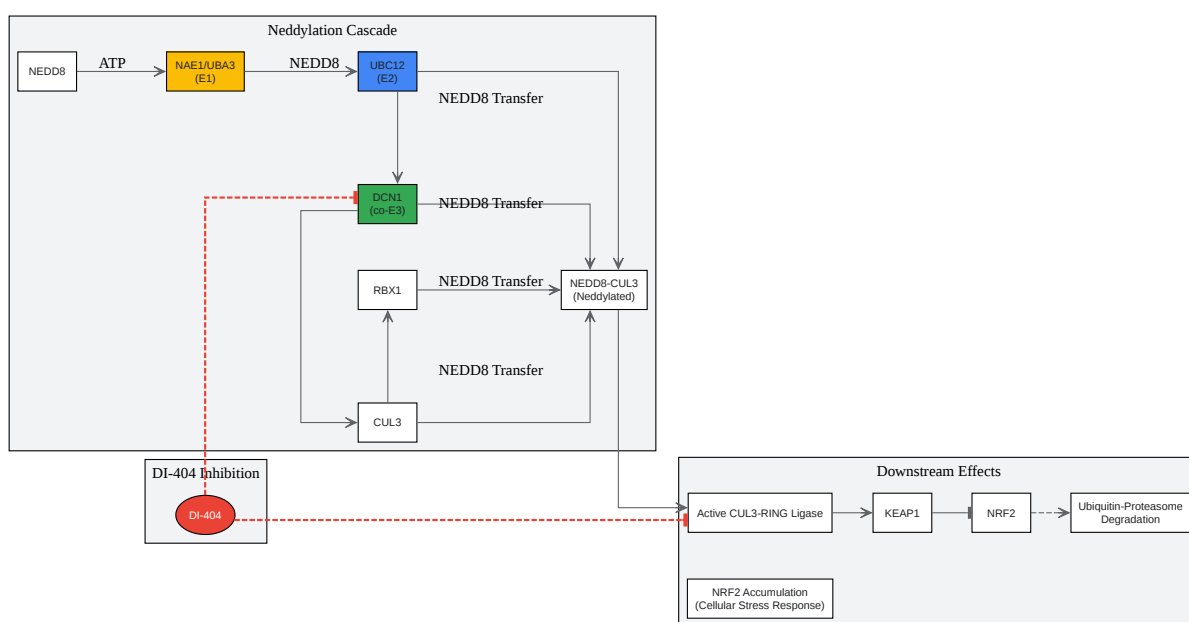 Neddylation Cascade
NEDD8
ATP
NAE1/UBA3
(E1)
NEDD8
UBC12
(E2)
NEDD8 Transfer
DCN1
(co-E3)
NEDD8 Transfer
RBX1
NEDD8 Transfer
NEDD8-CUL3
(Neddylated)
NEDD8 Transfer
CUL3
DI-404 Inhibition
DI-404
Downstream Effects
Active CUL3-RING Ligase
KEAP1
NRF2
Ubiquitin-Proteasome
Degradation
NRF2 Accumulation
(Cellular Stress Response)